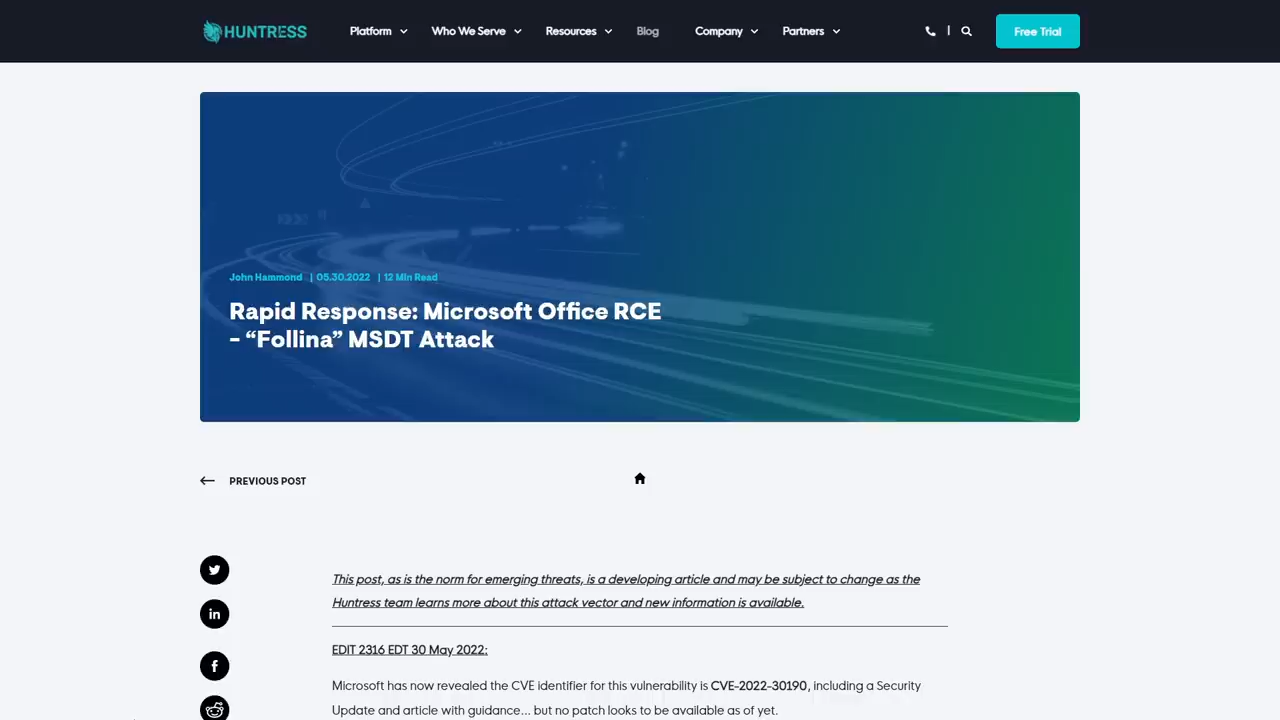 HUNTRESS
Platform Who We Serve Resources Blog Company Partners | Free Trial
John Hammond | 05.30.2022 | 12 Min Read
Rapid Response: Microsoft Office RCE
- “Follina” MSDT Attack
PREVIOUS POST
This post, as is the norm for emerging threats, is a developing article and may be subject to change as the
Huntress team learns more about this attack vector and new information is available.
EDIT 2316 EDT 30 May 2022:
Microsoft has now revealed the CVE identifier for this vulnerability is CVE-2022-30190, including a Security
Update and article with guidance... but no patch looks to be available as of yet.